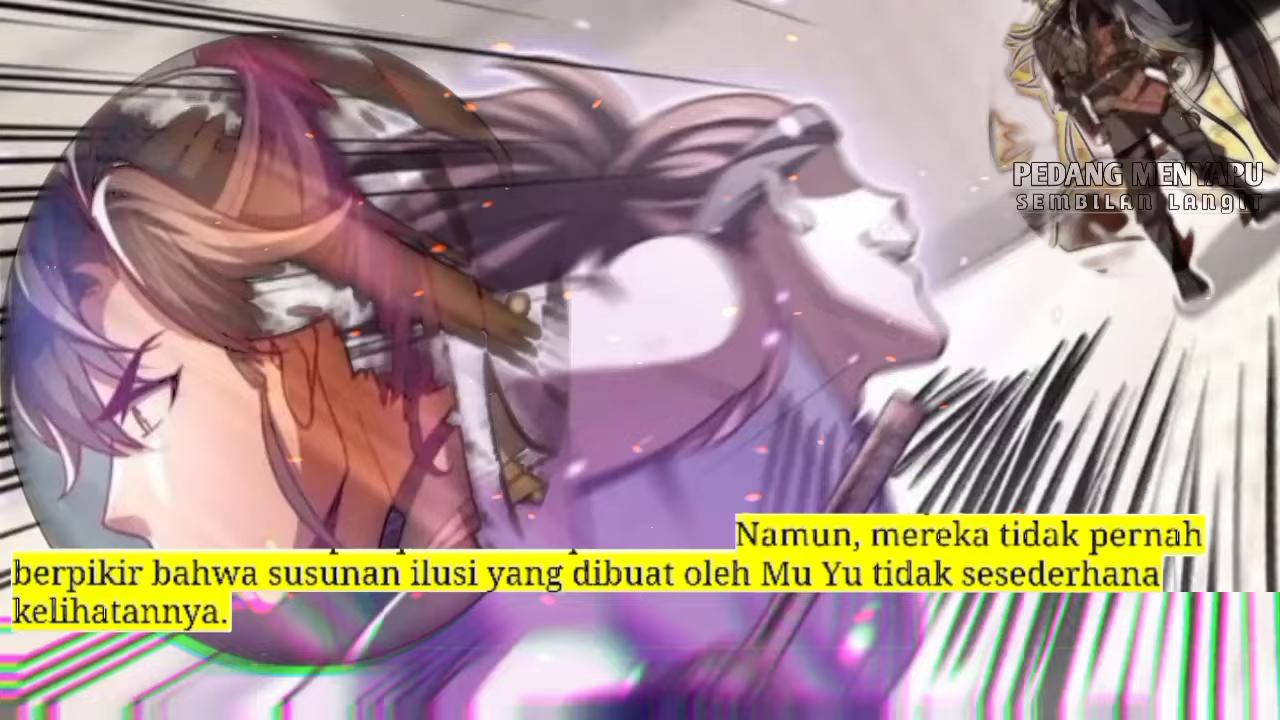 PEDANG MENYAPU
SEMBILAN LANGIT
Namun, mereka tidak pernah
berpikir bahwa susunan ilusi yang dibuat oleh Mu Yu tidak sesederhana
kelihatannya.